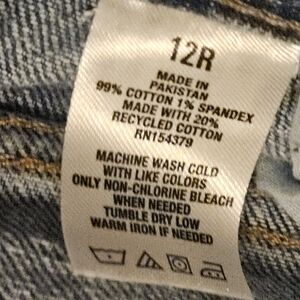 12R
MADE IN
PAKISTAN
99% COTTON 1% SPANDEX
MADE WITH 20%
RECYCLED COTTON
RN154379
MACHINE WASH COLD
WITH LIKE COLORS
ONLY NON-CHLORINE BLEACH
WHEN NEEDED
TUMBLE DRY LOW
WARM IRON IF NEEDED